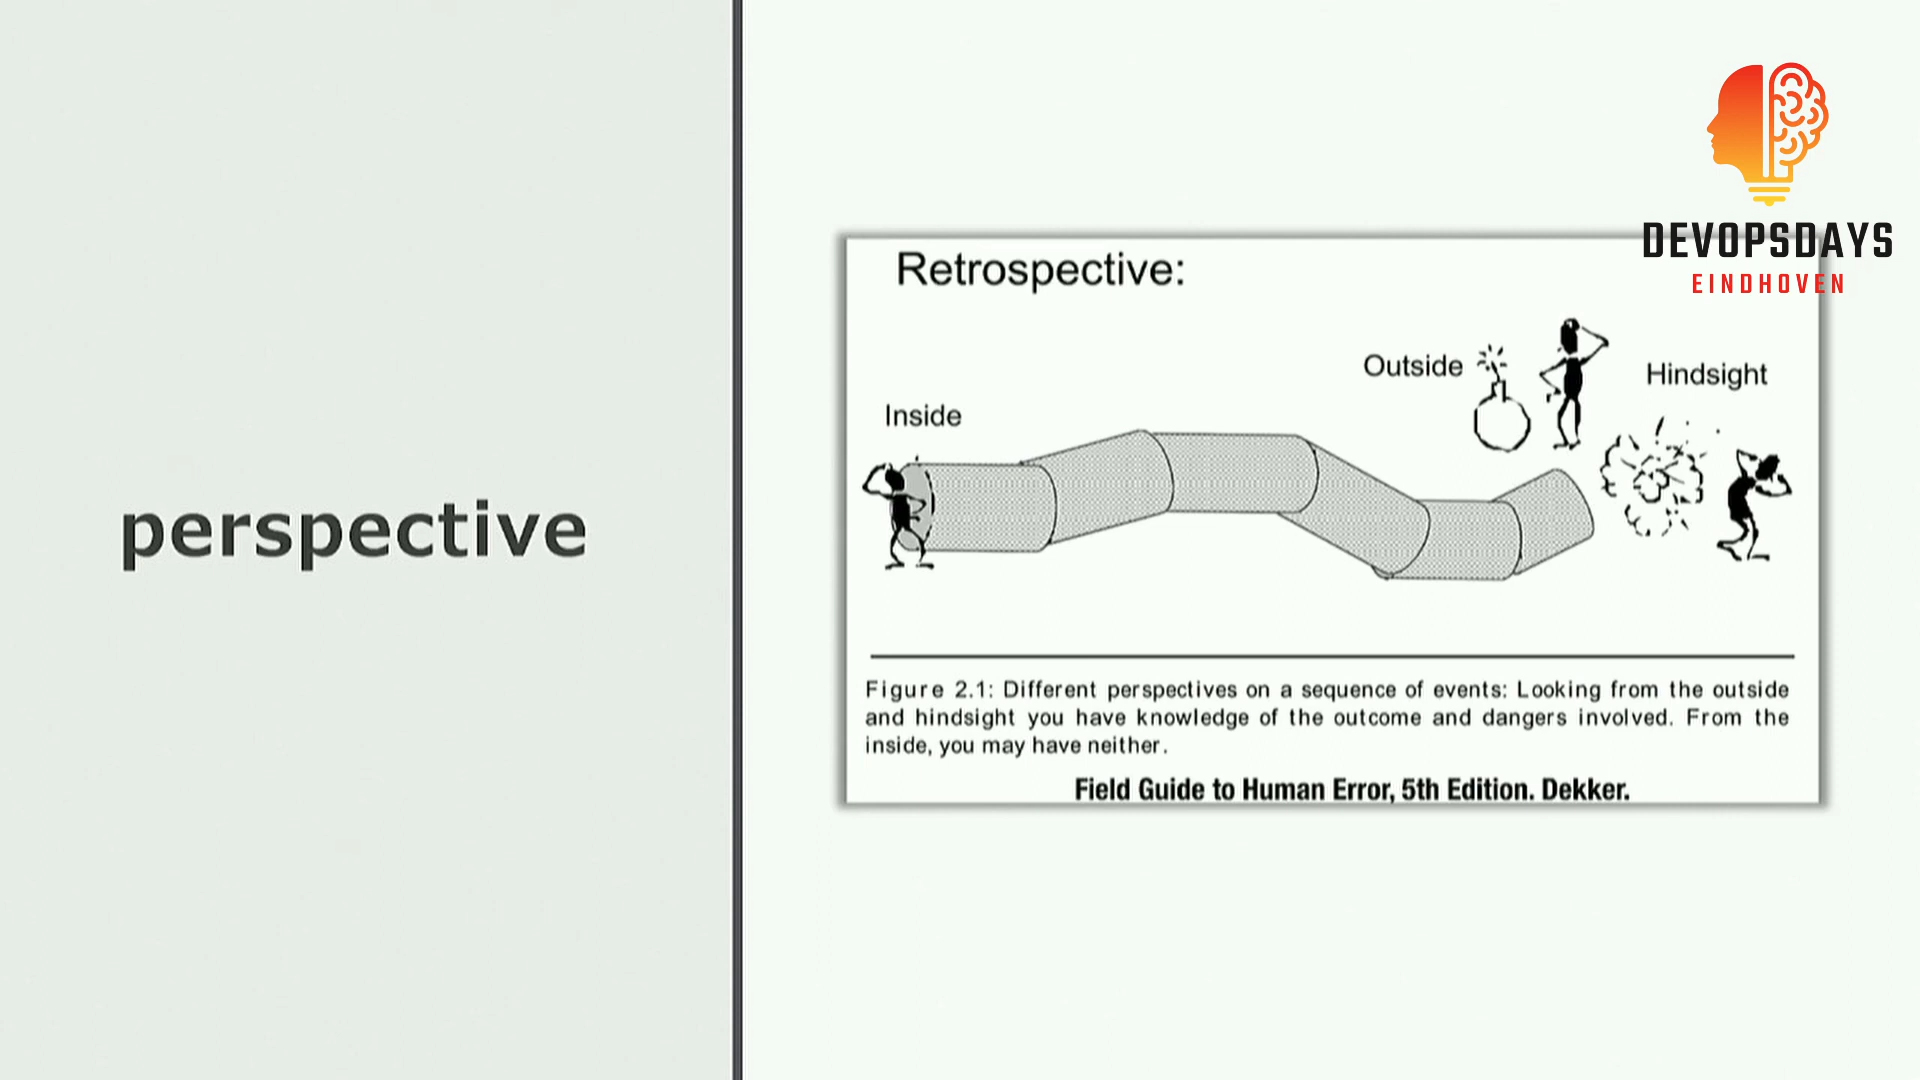 perspective
DEVOPSDAYS
EINDHOVEN
Retrospective:
Outside
Hindsight
Inside
Figure 2.1: Different perspectives on a sequence of events: Looking from the outside
and hindsight you have knowledge of the outcome and dangers involved. From the
inside, you may have neither.
Field Guide to Human Error, 5th Edition. Dekker.